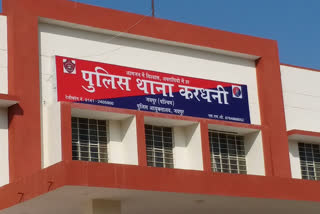 आमजन में विश्वास, अपराधियों में डर
पुलिस थाना करधनी
जयपुर (पश्चिम)
पुलिस आयुक्तालय, जयपुर